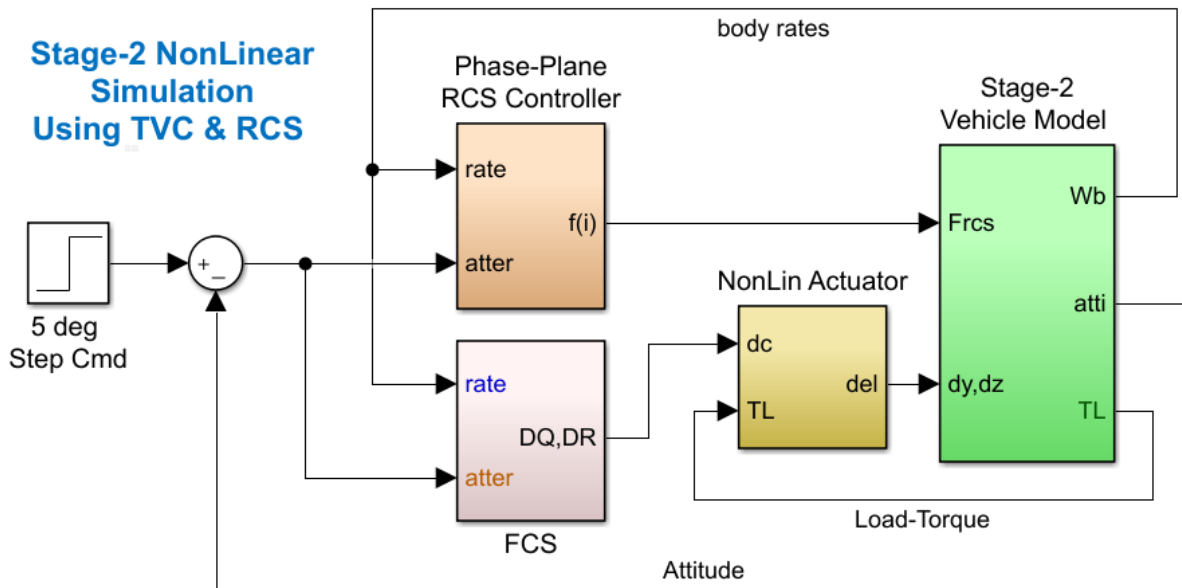 body rates
Stage-2 NonLinear
Simulation
Using TVC & RCS
Phase-Plane
RCS Controller
rate
atter
f(i)
Stage-2
Vehicle Model
Frcs
Wb
atti
dy,dz
TL
+
−
5 deg
Step Cmd
NonLin Actuator
dc
TL
del
rate
atter
DQ,DR
FCS
Load-Torque
Attitude